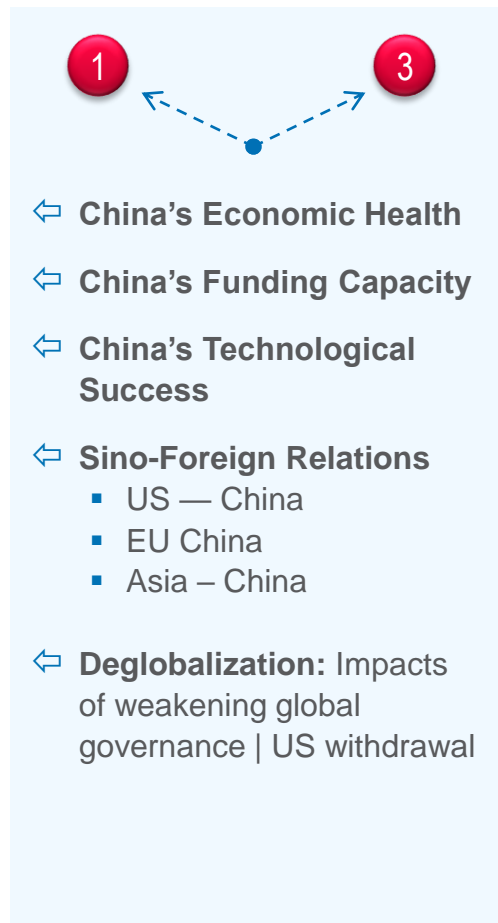 1 3
China's Economic Health
China's Funding Capacity
China's Technological
Success
Sino-Foreign Relations
US — China
EU China
Asia – China
Deglobalization: Impacts
of weakening global
governance | US withdrawal